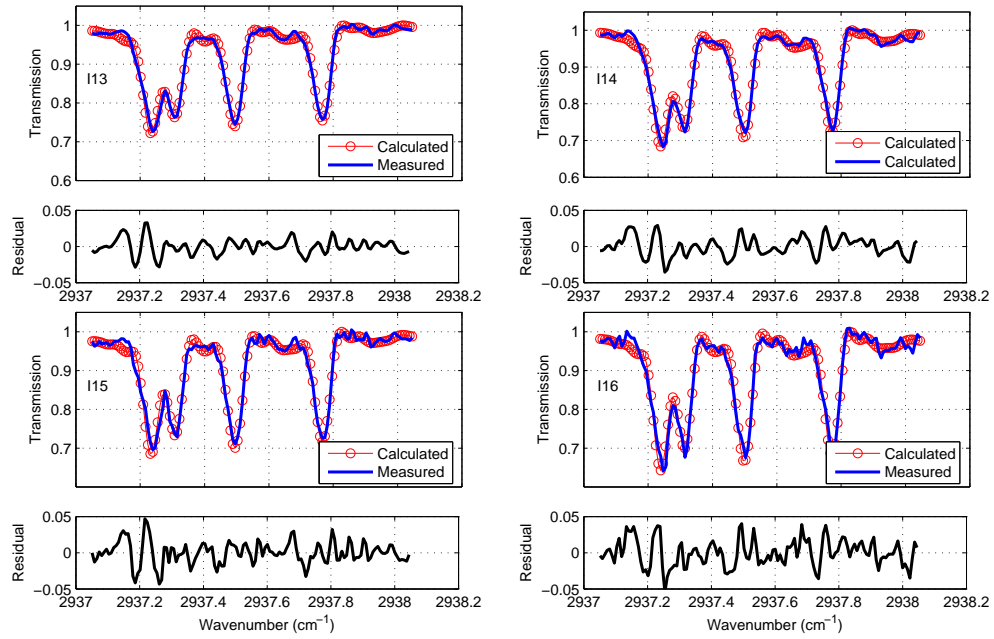 Transmission
1
0.9
0.8
0.7
0.6
I13
Calculated
Measured
Residual
0.05
0
−0.05
2937
2937.2
2937.4
2937.6
2937.8
2938
2938.2
Transmission
1
0.9
0.8
0.7
0.6
I14
Calculated
Calculated
Residual
0.05
0
−0.05
2937
2937.2
2937.4
2937.6
2937.8
2938
2938.2
Transmission
1
0.9
0.8
0.7
I15
Calculated
Measured
Residual
0.05
0
−0.05
2937
2937.2
2937.4
2937.6
2937.8
2938
2938.2
Wavenumber (cm⁻¹)
Transmission
1
0.9
0.8
0.7
I16
Calculated
Measured
Residual
0.05
0
−0.05
2937
2937.2
2937.4
2937.6
2937.8
2938
2938.2
Wavenumber (cm⁻¹)